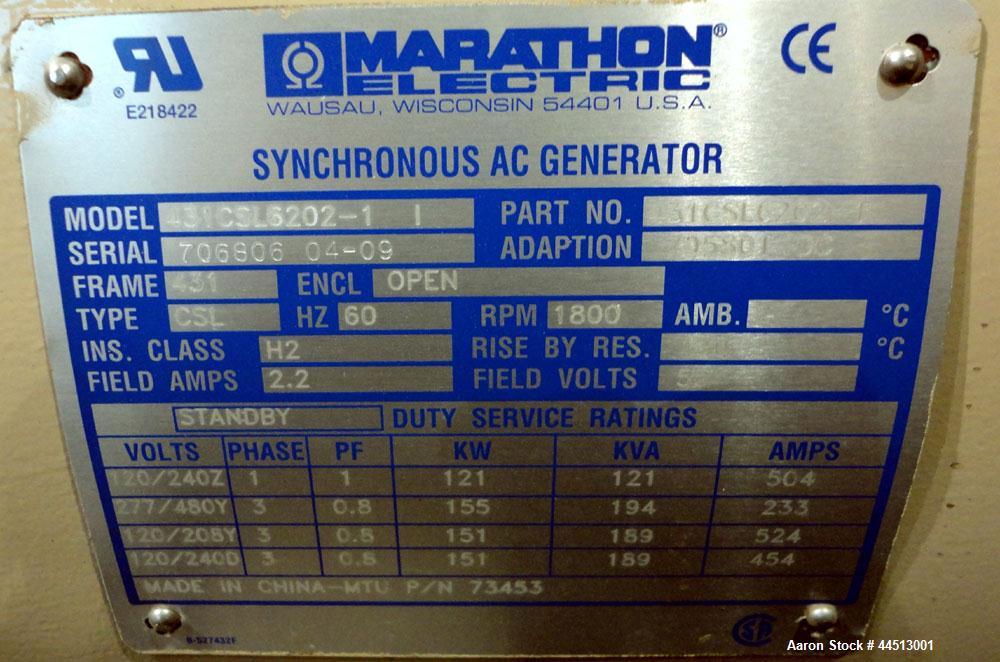 E218422
MARATHON®
ELECTRIC
WAUSAU, WISCONSIN 54401 U.S.A.
CE
SYNCHRONOUS AC GENERATOR
MODEL 431CSL6202-1 I PART NO.
SERIAL 706806 04-09 ADAPTION
FRAME 431 ENCL OPEN
TYPE CSL HZ 60 RPM 1800 AMB. °C
INS. CLASS H2 RISE BY RES. °C
FIELD AMPS 2.2 FIELD VOLTS
STANDBY DUTY SERVICE RATINGS
VOLTS PHASE PF KW KVA AMPS
120/240Z 1 1 121 121 504
277/480Y 3 0.8 155 194 233
120/208Y 3 0.8 151 189 524
120/240D 3 0.8 151 189 454
MADE IN CHINA-MTU P/N 73453
B-527432F
Aaron Stock # 44513001